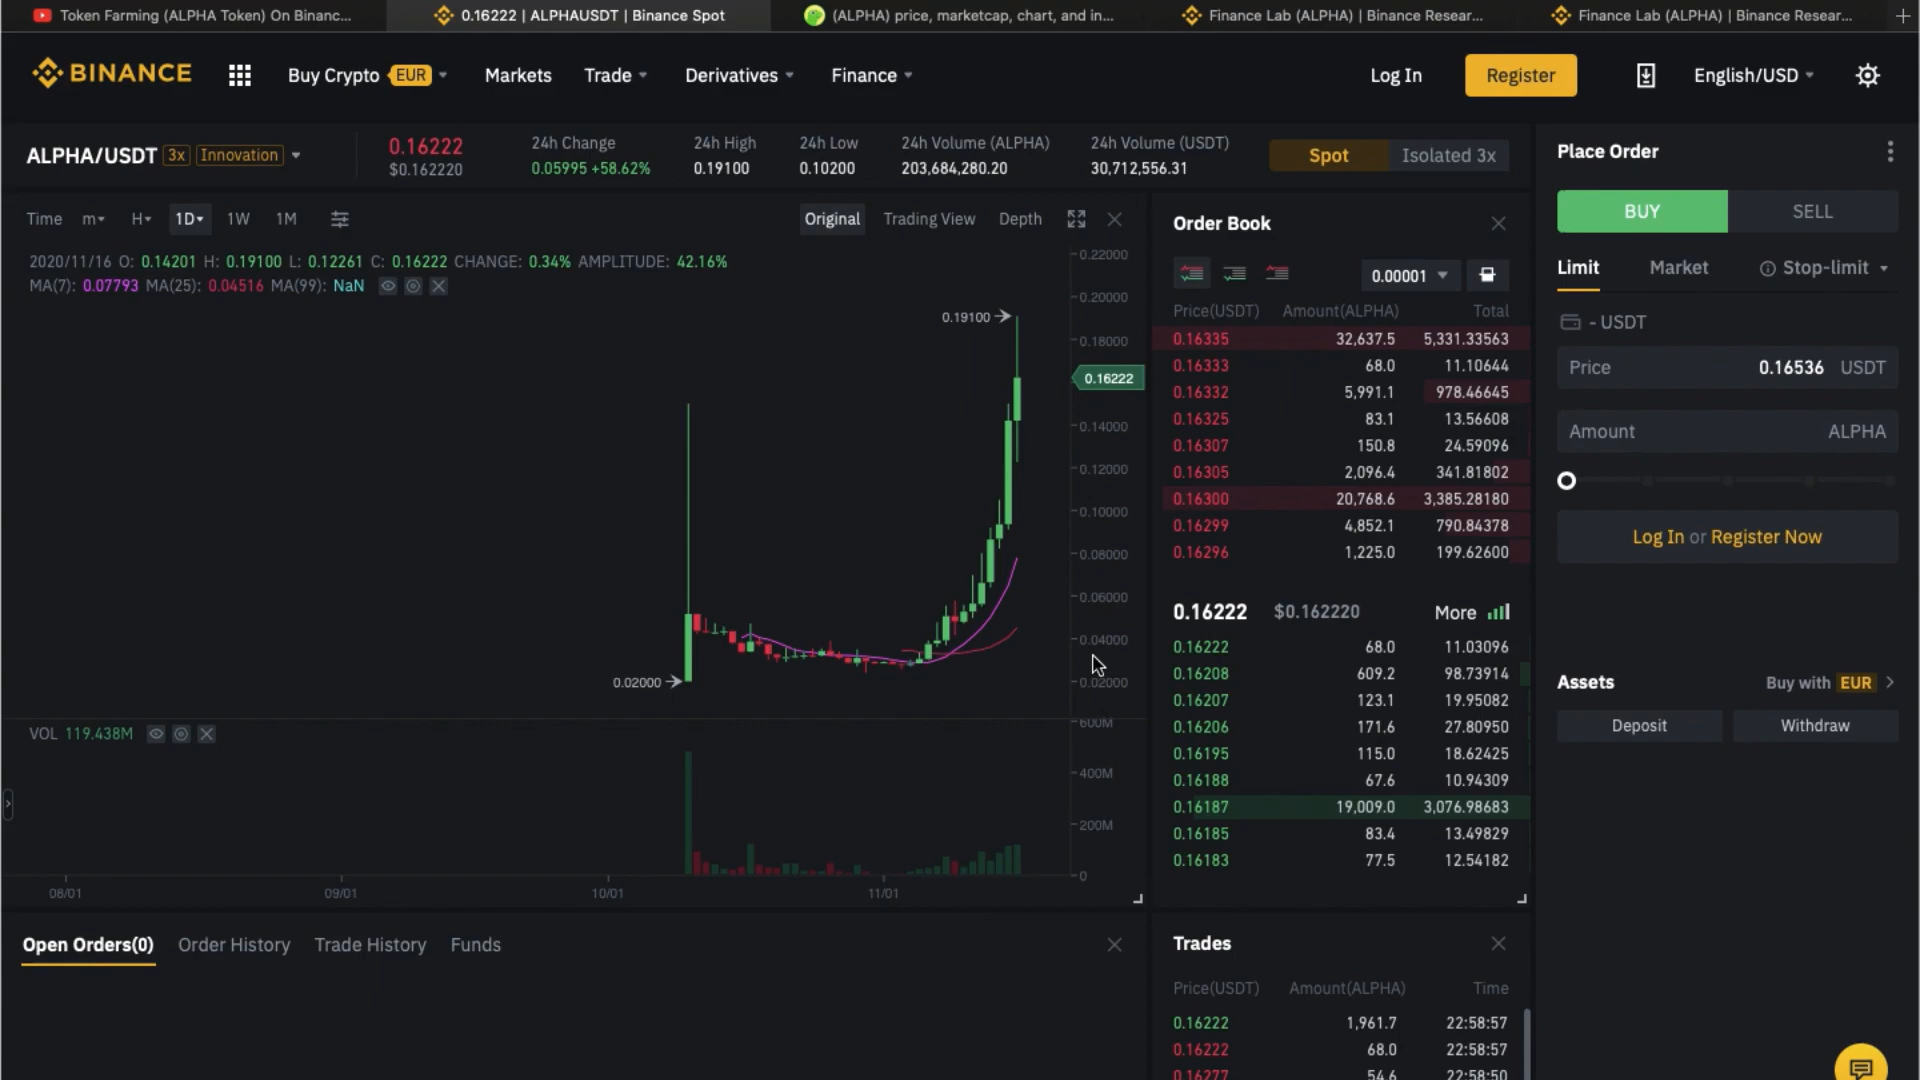 Token Farming (ALPHA Token) On Binanc...
0.16222 | ALPHAUSDT | Binance Spot
(ALPHA) price, marketcap, chart, and in...
Finance Lab (ALPHA) | Binance Resear...
Finance Lab (ALPHA) | Binance Resear...
BINANCE
Buy Crypto EUR
Markets
Trade
Derivatives
Finance
Log In
Register
English/USD
ALPHA/USDT 3x Innovation
0.16222
$0.162220
24h Change
0.05995 +58.62%
24h High
0.19100
24h Low
0.10200
24h Volume (ALPHA)
203,684,280.20
24h Volume (USDT)
30,712,556.31
Spot
Isolated 3x
Time m H 1D 1W 1M
Original Trading View Depth
2020/11/16 O: 0.14201 H: 0.19100 L: 0.12261 C: 0.16222 CHANGE: 0.34% AMPLITUDE: 42.16%
MA(7): 0.07793 MA(25): 0.04516 MA(99): NaN
0.22000
0.20000
0.19100
0.18000
0.16222
0.14000
0.12000
0.10000
0.08000
0.06000
0.04000
0.02000
0.02000
VOL 119.438M
600M
400M
200M
0
08/01 09/01 10/01 11/01
Order Book
0.00001
Price(USDT) Amount(ALPHA) Total
0.16335 32,637.5 5,331.33563
0.16333 68.0 11.10644
0.16332 5,991.1 978.46645
0.16325 83.1 13.56608
0.16307 150.8 24.59096
0.16305 2,096.4 341.81802
0.16300 20,768.6 3,385.28180
0.16299 4,852.1 790.84378
0.16296 1,225.0 199.62600
0.16222 $0.162220 More
0.16222 68.0 11.03096
0.16208 609.2 98.73914
0.16207 123.1 19.95082
0.16206 171.6 27.80950
0.16195 115.0 18.62425
0.16188 67.6 10.94309
0.16187 19,009.0 3,076.98683
0.16185 83.4 13.49829
0.16183 77.5 12.54182
Place Order
BUY SELL
Limit Market Stop-limit
- USDT
Price 0.16536 USDT
Amount ALPHA
Log In or Register Now
Assets
Buy with EUR
Deposit Withdraw
Open Orders(0) Order History Trade History Funds
Trades
Price(USDT) Amount(ALPHA) Time
0.16222 1,961.7 22:58:57
0.16222 68.0 22:58:57
0.16277 54.6 22:58:50